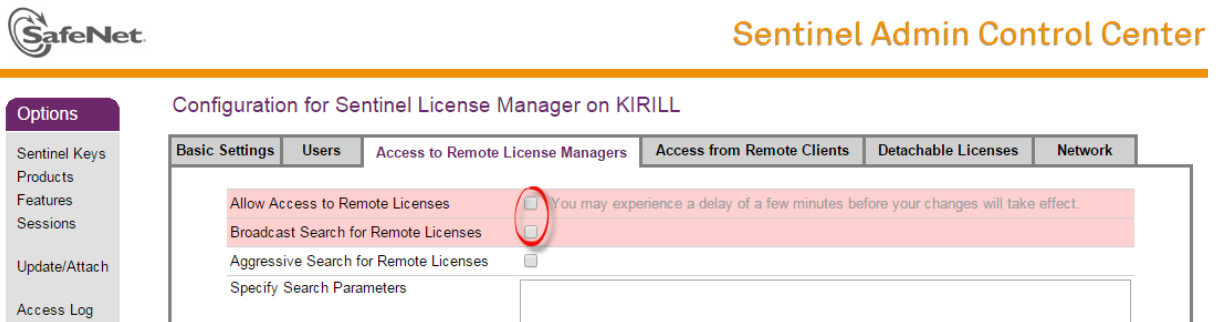 SafeNet.
Sentinel Admin Control Center
Options
Sentinel Keys
Products
Features
Sessions
Update/Attach
Access Log
Configuration for Sentinel License Manager on KIRILL
Basic Settings Users Access to Remote License Managers Access from Remote Clients Detachable Licenses Network
Allow Access to Remote Licenses You may experience a delay of a few minutes before your changes will take effect.
Broadcast Search for Remote Licenses
Aggressive Search for Remote Licenses
Specify Search Parameters